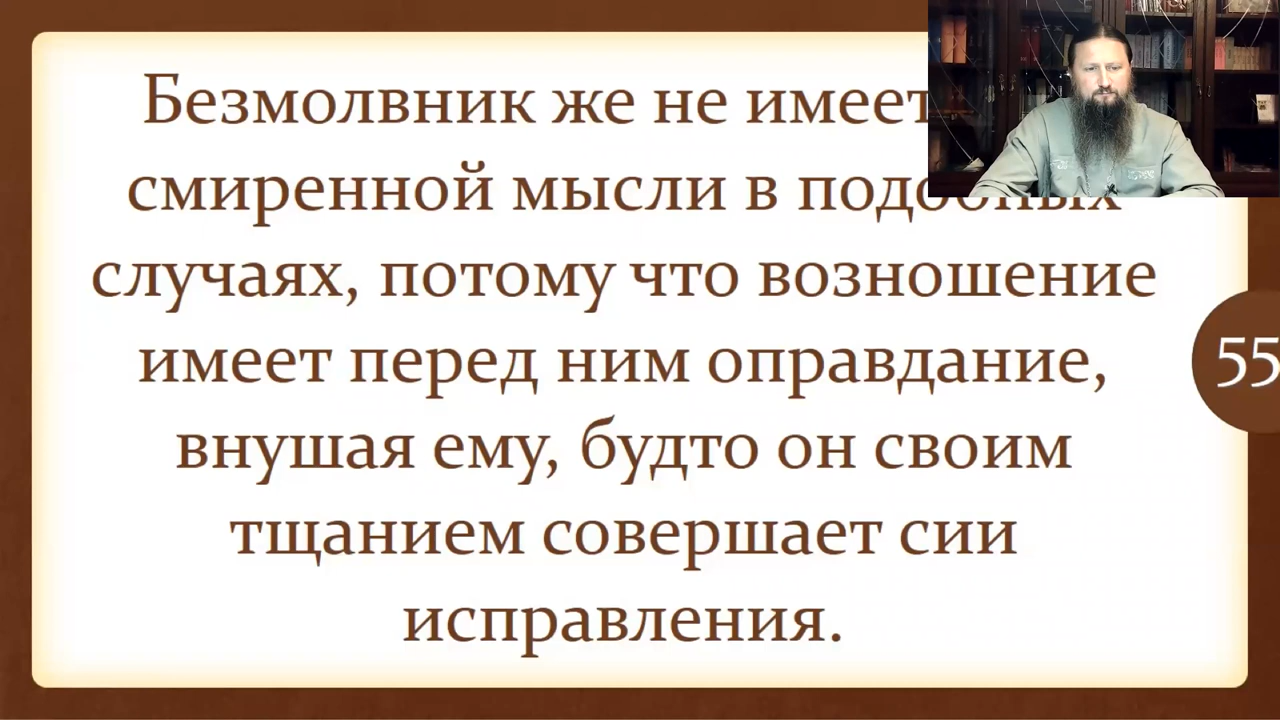 Безмолвник же не имеет
смиренной мысли в подобных
случаях, потому что возношение
имеет перед ним оправдание,
внушая ему, будто он своим
тщанием совершает сии
исправления.
55